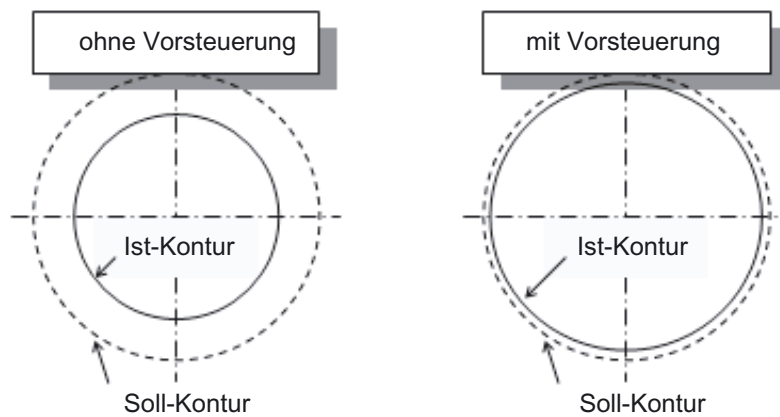 ohne Vorsteuerung
mit Vorsteuerung
Ist-Kontur
Ist-Kontur
Soll-Kontur
Soll-Kontur